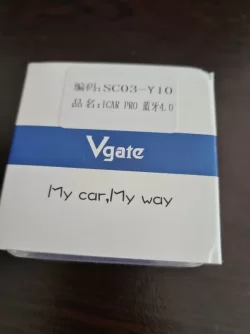 编码:SC03-Y10
品名:iCAR PRO 蓝牙4.0
Vgate
My car,My way